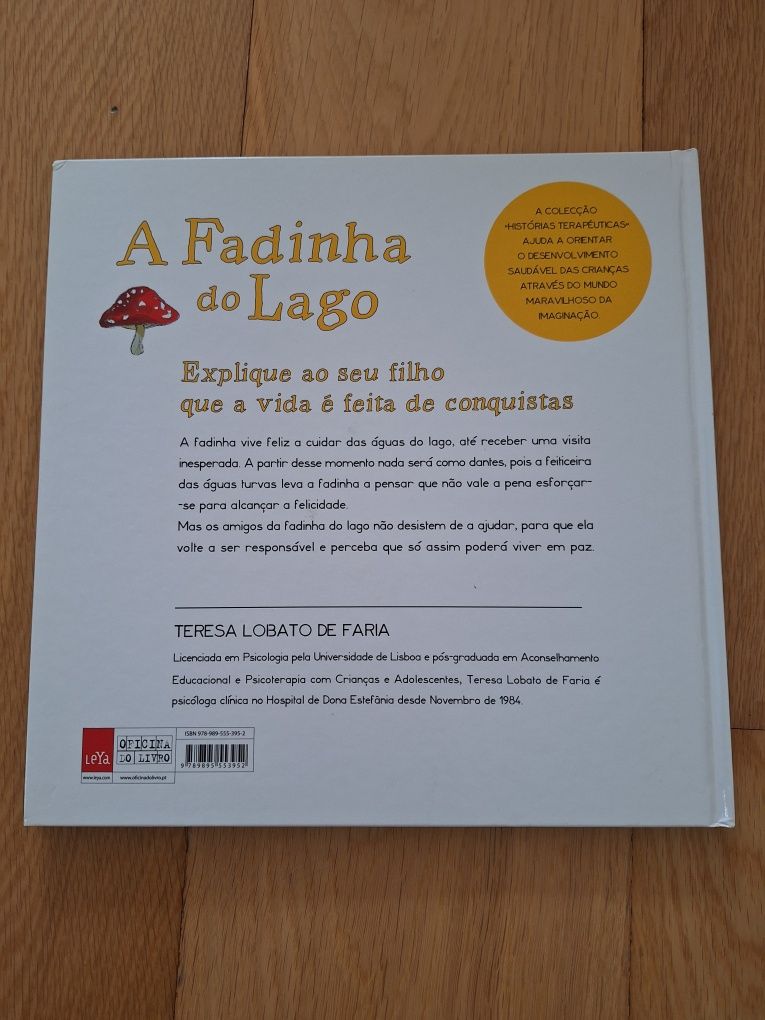 A Fadinha
do Lago
A COLECÇÃO
"HISTÓRIAS TERAPÊUTICAS"
AJUDA A ORIENTAR
O DESENVOLVIMENTO
SAUDÁVEL DAS CRIANÇAS
ATRAVÉS DO MUNDO
MARAVILHOSO DA
IMAGINAÇÃO.
Explique ao seu filho
que a vida é feita de conquistas
A fadinha vive feliz a cuidar das águas do lago, até receber uma visita
inesperada. A partir desse momento nada será como dantes, pois a feiticeira
das águas turvas leva a fadinha a pensar que não vale a pena esforçar-
-se para alcançar a felicidade.
Mas os amigos da fadinha do lago não desistem de a ajudar, para que ela
volte a ser responsável e perceba que só assim poderá viver em paz.
TERESA LOBATO DE FARIA
Licenciada em Psicologia pela Universidade de Lisboa e pós-graduada em Aconselhamento
Educacional e Psicoterapia com Crianças e Adolescentes, Teresa Lobato de Faria é
psicóloga clínica no Hospital de Dona Estefânia desde Novembro de 1984.
LEYA
www.leya.com
OFICINA
DO LIVRO
www.oficinadolivro.pt
ISBN 978-989-555-395-2
9 789895 553952